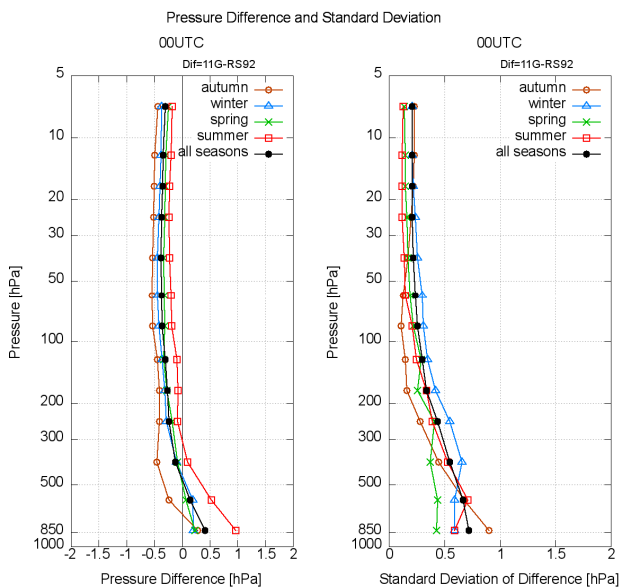 Pressure Difference and Standard Deviation
00UTC
Dif=11G-RS92
autumn
winter
spring
summer
all seasons
5
10
20
30
50
100
200
300
500
850
1000
-2 -1.5 -1 -0.5 0 0.5 1 1.5 2
Pressure [hPa]
Pressure Difference [hPa]
00UTC
Dif=11G-RS92
autumn
winter
spring
summer
all seasons
5
10
20
30
50
100
200
300
500
850
1000
0 0.5 1 1.5 2
Pressure [hPa]
Standard Deviation of Difference [hPa]